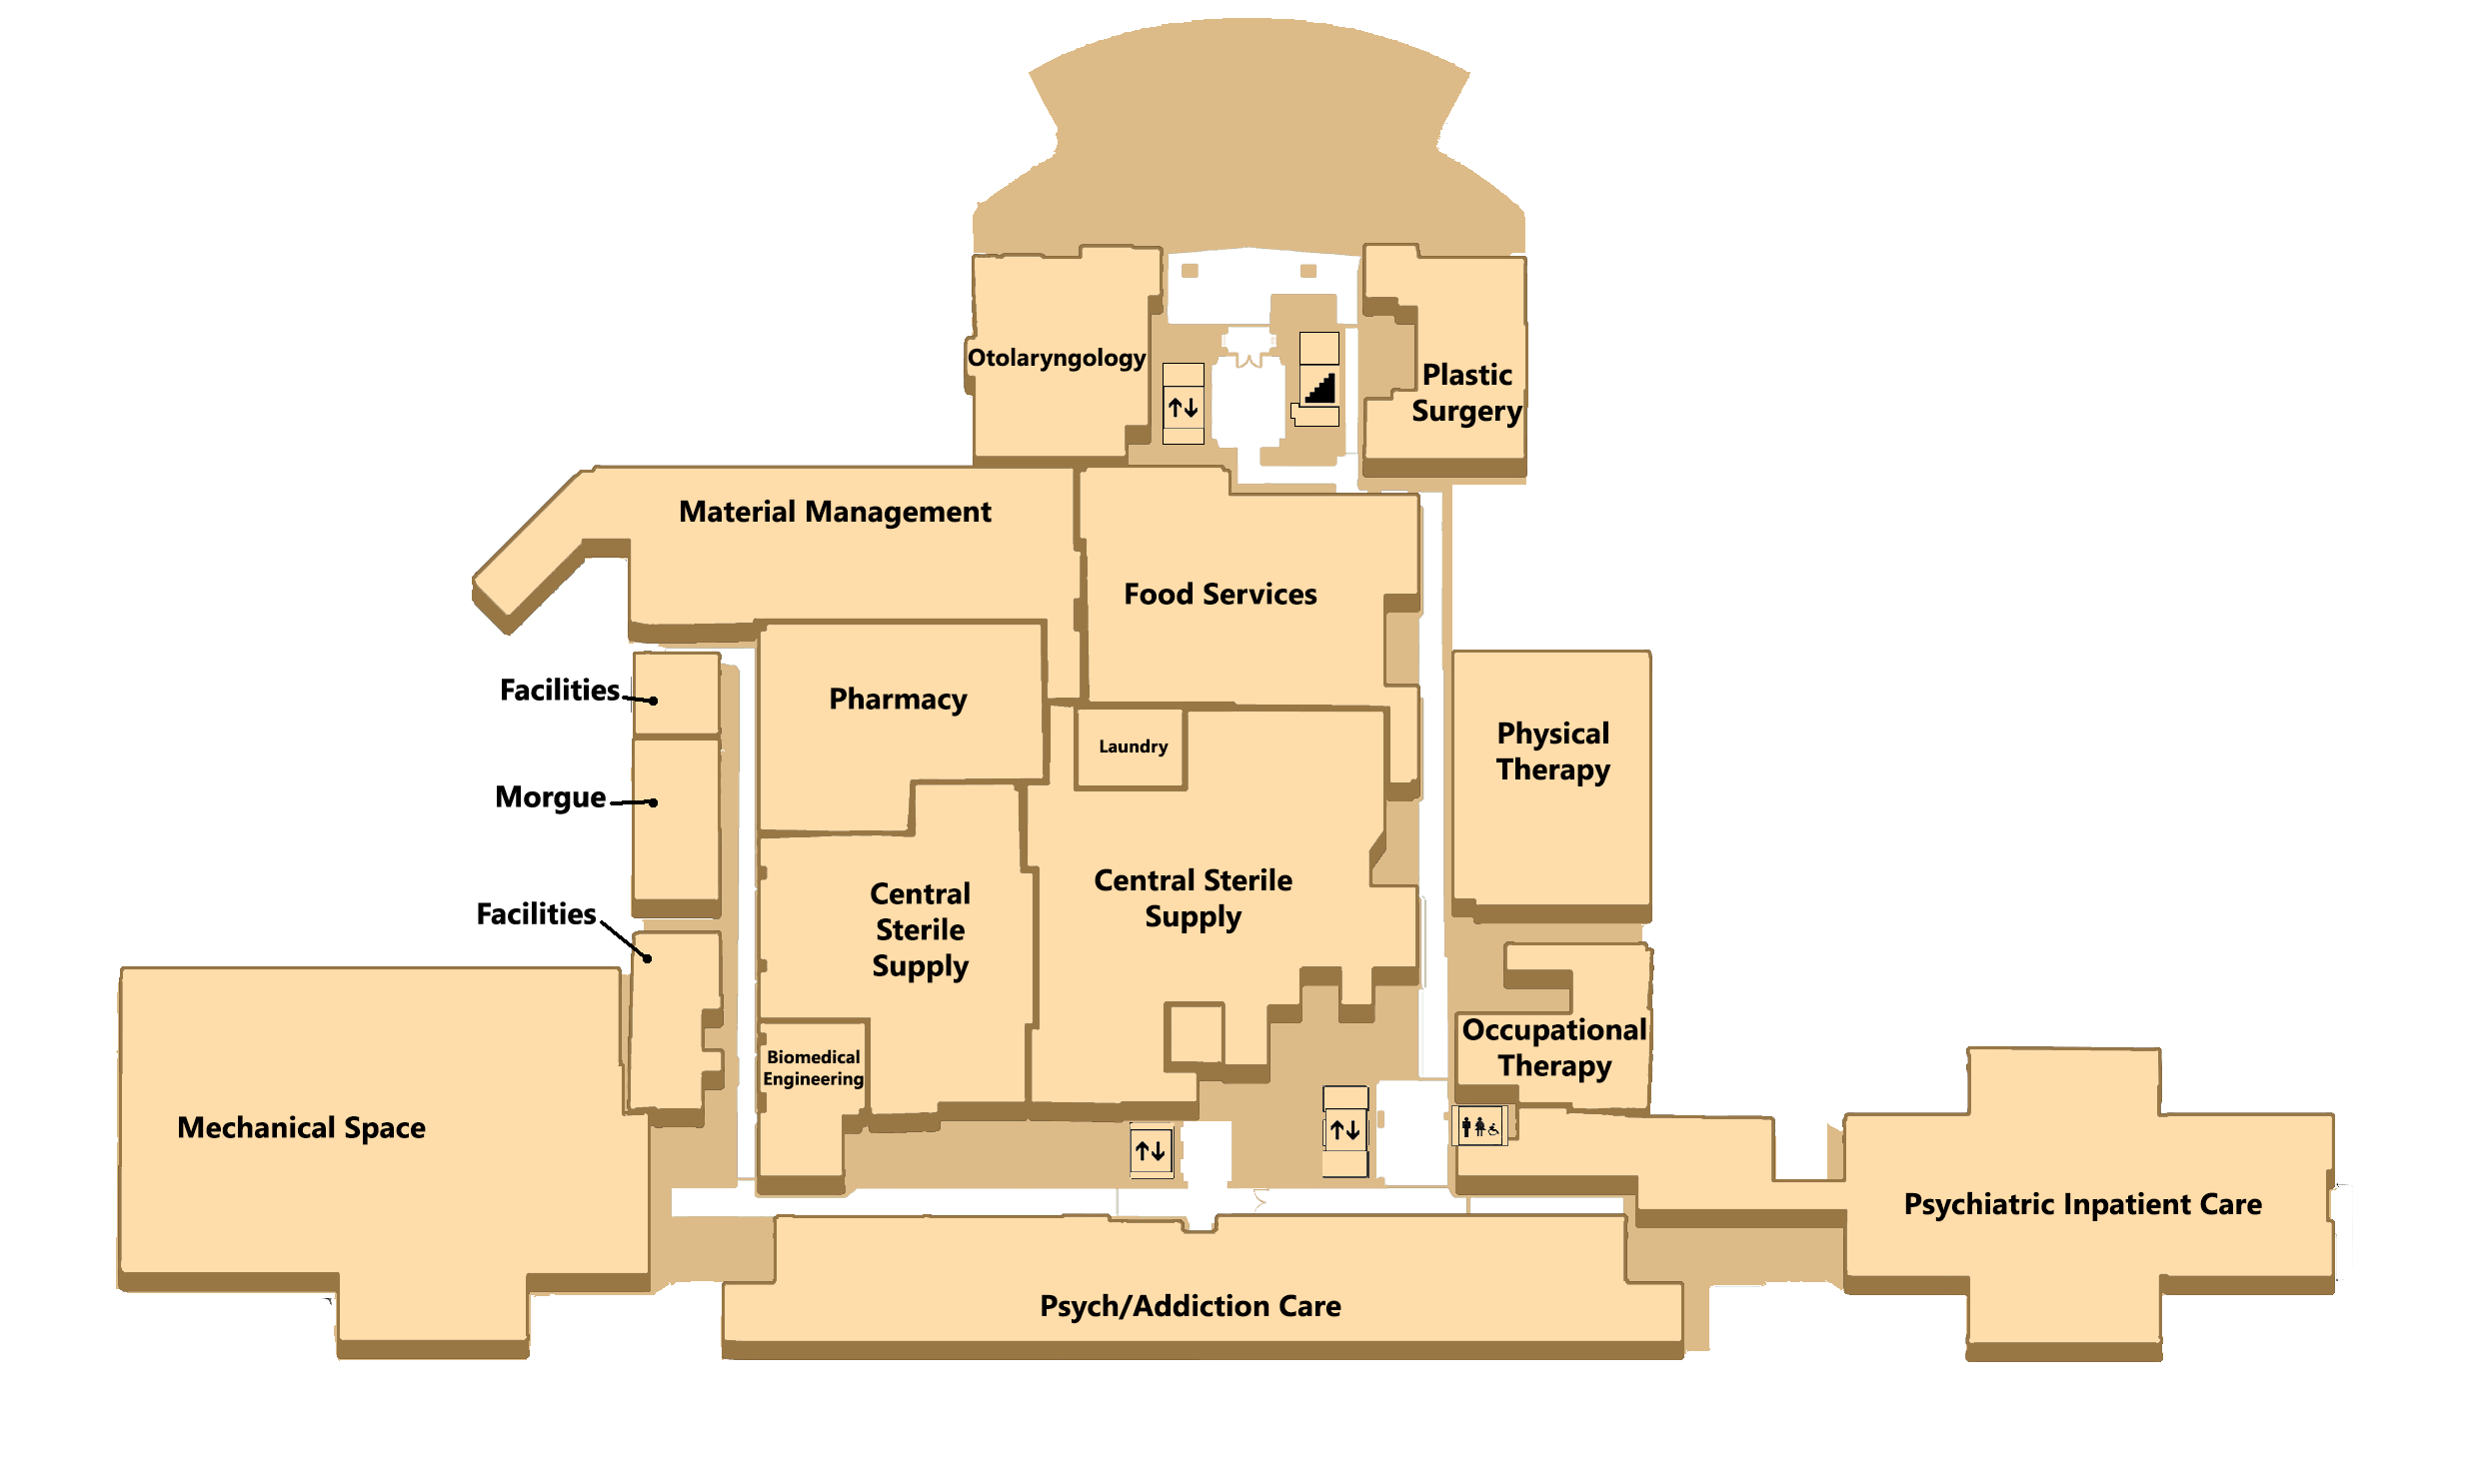 Otolaryngology
Plastic
Surgery
Material Management
Food Services
Facilities
Pharmacy
Laundry
Physical
Therapy
Morgue
Central Sterile
Supply
Central
Sterile
Supply
Facilities
Occupational
Therapy
Biomedical
Engineering
Mechanical Space
Psychiatric Inpatient Care
Psych/Addiction Care